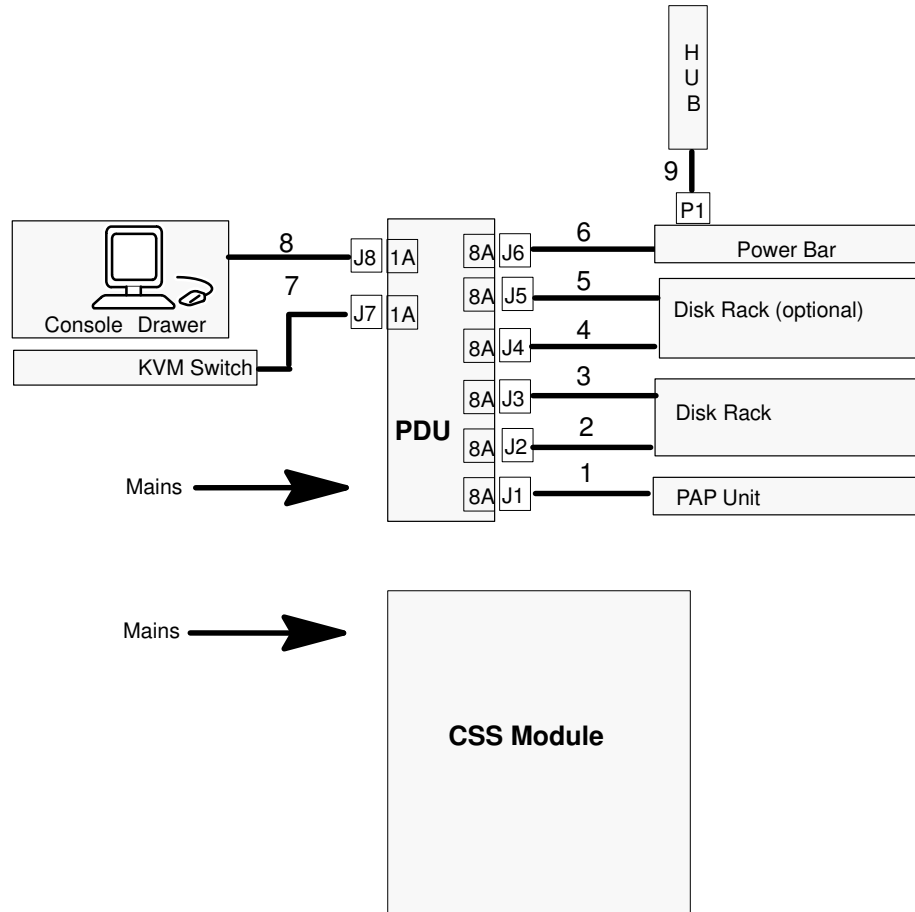 H
U
B
9
P1
8
J8
1A
8A
J6
6
Power Bar
7
J7
1A
8A
J5
5
Disk Rack (optional)
Console Drawer
8A
J4
4
KVM Switch
8A
J3
3
Disk Rack
PDU
8A
J2
2
Mains
8A
J1
1
PAP Unit
Mains
CSS Module